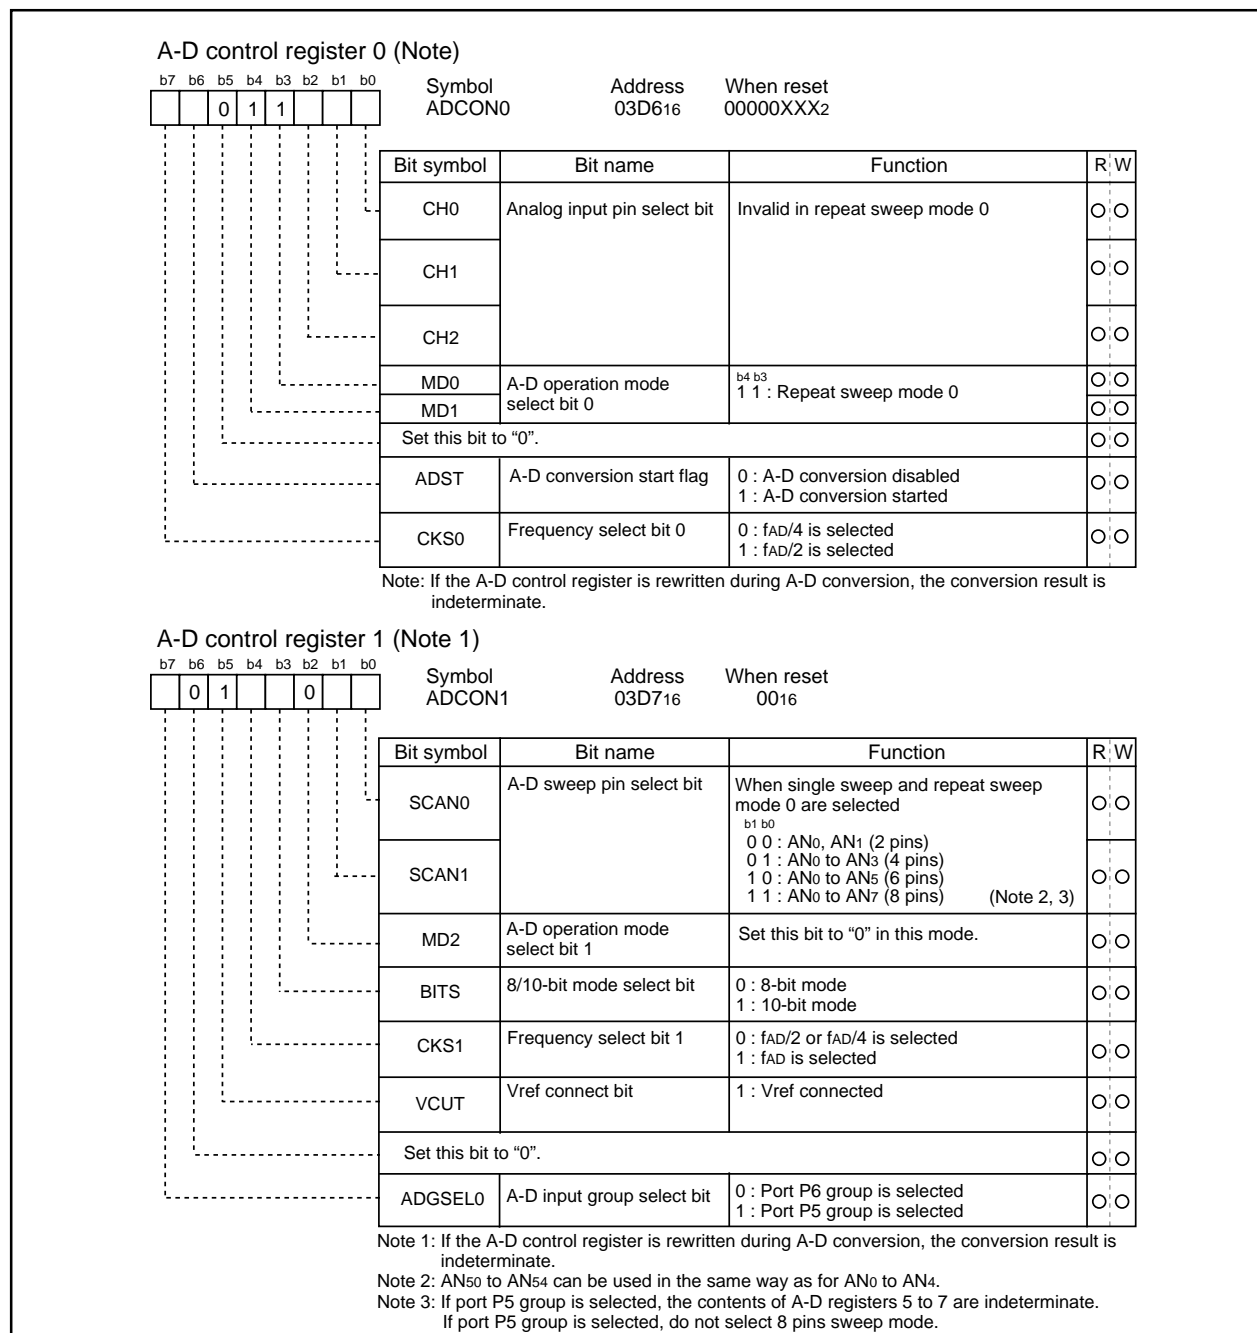 A-D control register 0 (Note)
b7 b6 b5 b4 b3 b2 b1 b0
0 1 1
Symbol Address When reset
ADCON0 03D616 00000XXX2
Bit symbol Bit name Function R W
CH0 Analog input pin select bit Invalid in repeat sweep mode 0
CH1
CH2
MD0 A-D operation mode
select bit 0
b4 b3
1 1 : Repeat sweep mode 0
MD1
Set this bit to “0”.
ADST A-D conversion start flag 0 : A-D conversion disabled
1 : A-D conversion started
CKS0 Frequency select bit 0 0 : fAD/4 is selected
1 : fAD/2 is selected
Note: If the A-D control register is rewritten during A-D conversion, the conversion result is
indeterminate.
A-D control register 1 (Note 1)
b7 b6 b5 b4 b3 b2 b1 b0
0 1 0
Symbol Address When reset
ADCON1 03D716 0016
Bit symbol Bit name Function R W
SCAN0 A-D sweep pin select bit When single sweep and repeat sweep
mode 0 are selected
b1 b0
0 0 : AN0, AN1 (2 pins)
0 1 : AN0 to AN3 (4 pins)
1 0 : AN0 to AN5 (6 pins)
1 1 : AN0 to AN7 (8 pins) (Note 2, 3)
SCAN1
MD2 A-D operation mode
select bit 1
Set this bit to “0” in this mode.
BITS 8/10-bit mode select bit 0 : 8-bit mode
1 : 10-bit mode
CKS1 Frequency select bit 1 0 : fAD/2 or fAD/4 is selected
1 : fAD is selected
VCUT Vref connect bit 1 : Vref connected
Set this bit to “0”.
ADGSEL0 A-D input group select bit 0 : Port P6 group is selected
1 : Port P5 group is selected
Note 1: If the A-D control register is rewritten during A-D conversion, the conversion result is
indeterminate.
Note 2: AN50 to AN54 can be used in the same way as for AN0 to AN4.
Note 3: If port P5 group is selected, the contents of A-D registers 5 to 7 are indeterminate.
If port P5 group is selected, do not select 8 pins sweep mode.